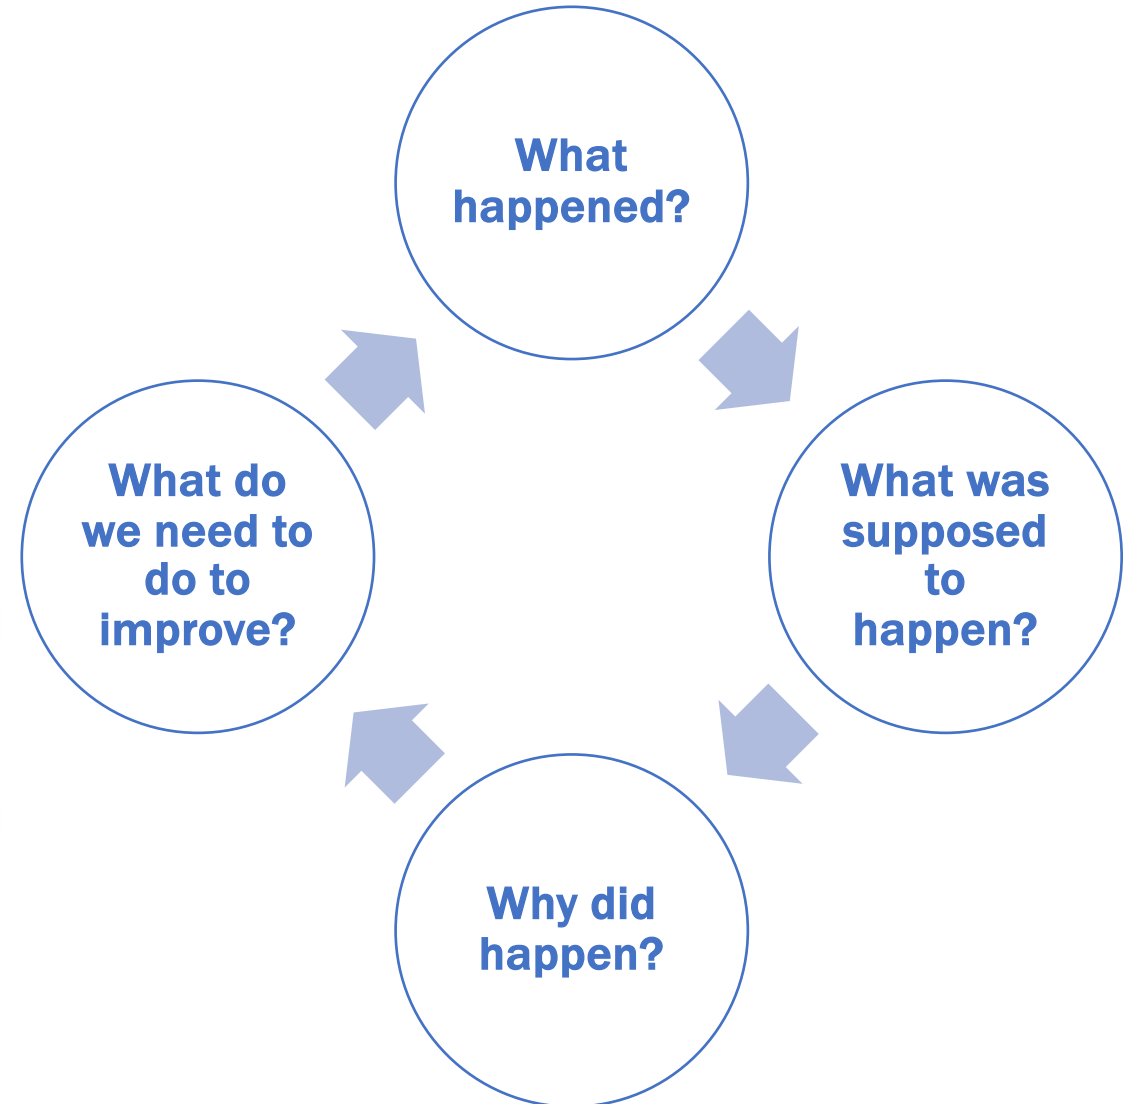 What
happened?
What was
supposed
to
happen?
Why did
happen?
What do
we need to
do to
improve?